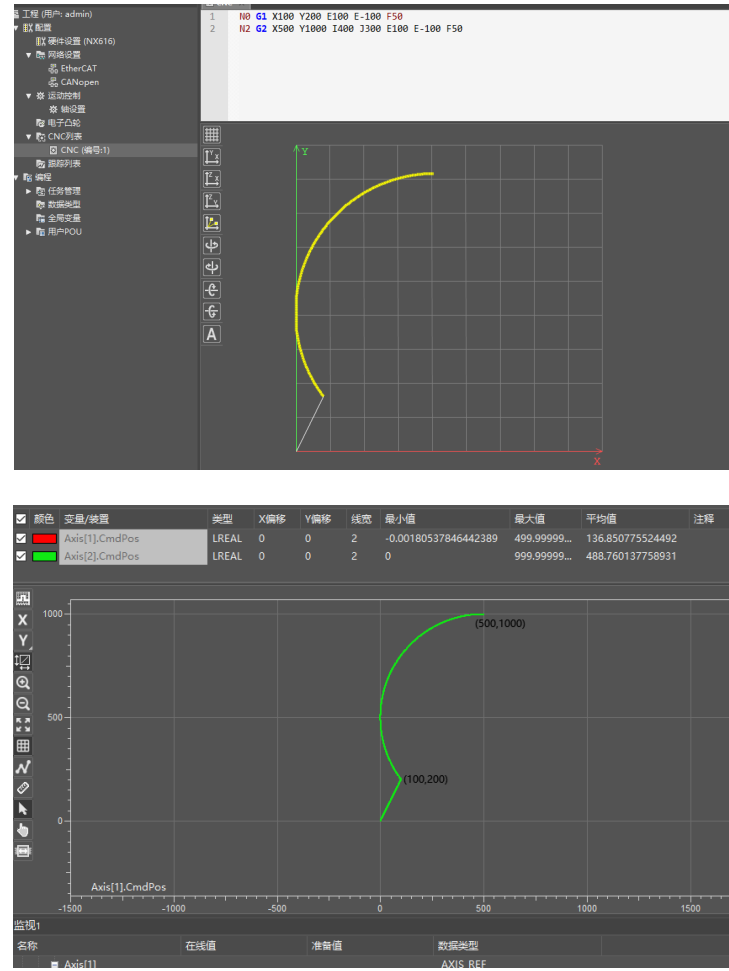 工程 (用户: admin)
配置
硬件设置 (NX616)
网络设置
EtherCAT
CANopen
运动控制
轴设置
电子凸轮
CNC列表
CNC (编号:1)
跟踪列表
编程
任务管理
数据类型
全局变量
用户POU
1 N0 G1 X100 Y200 E100 E-100 F50
2 N2 G2 X500 Y1000 I400 J300 E100 E-100 F50
Y
X
A
颜色 变量/装置 类型 X偏移 Y偏移 线宽 最小值 最大值 平均值 注释
Axis[1].CmdPos LREAL 0 0 2 -0.00180537846442389 499.99999... 136.850775524492
Axis[2].CmdPos LREAL 0 0 2 0 999.99999... 488.760137758931
X
Y
1000
500
0
(500,1000)
(100,200)
Axis[1].CmdPos
-1500 -1000 -500 0 500 1000 1500
监视1
名称 在线值 准备值 数据类型
Axis[1] AXIS_REF